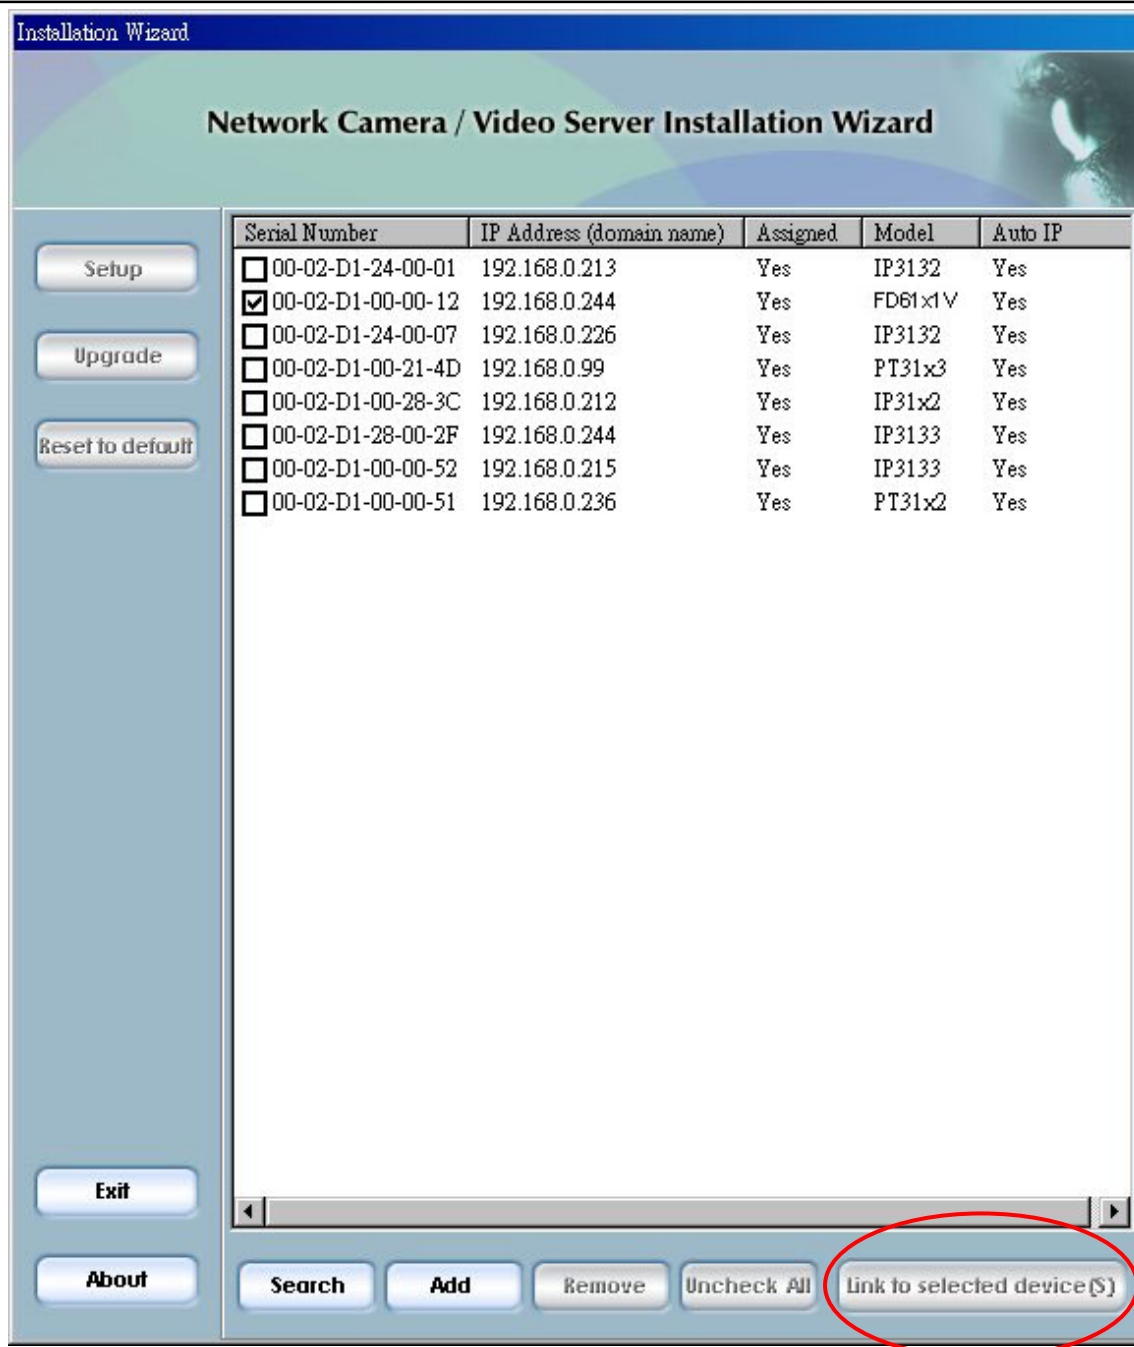 Installation Wizard
Network Camera / Video Server Installation Wizard
Setup
Upgrade
Reset to default
Exit
About
Serial Number IP Address (domain name) Assigned Model Auto IP
00-02-D1-24-00-01 192.168.0.213 Yes IP3132 Yes
00-02-D1-00-00-12 192.168.0.244 Yes FD61x1V Yes
00-02-D1-24-00-07 192.168.0.226 Yes IP3132 Yes
00-02-D1-00-21-4D 192.168.0.99 Yes PT31x3 Yes
00-02-D1-00-28-3C 192.168.0.212 Yes IP31x2 Yes
00-02-D1-28-00-2F 192.168.0.244 Yes IP3133 Yes
00-02-D1-00-00-52 192.168.0.215 Yes IP3133 Yes
00-02-D1-00-00-51 192.168.0.236 Yes PT31x2 Yes
Search Add Remove Uncheck All Link to selected device(S)